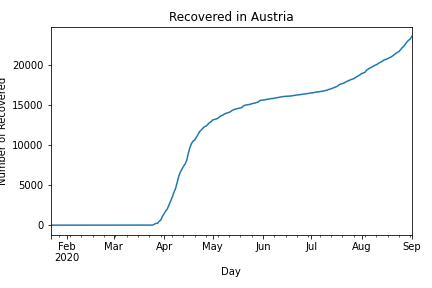 Recovered in Austria
Number of Recovered
20000
15000
10000
5000
0
Feb Mar Apr May Jun Jul Aug Sep
2020
Day